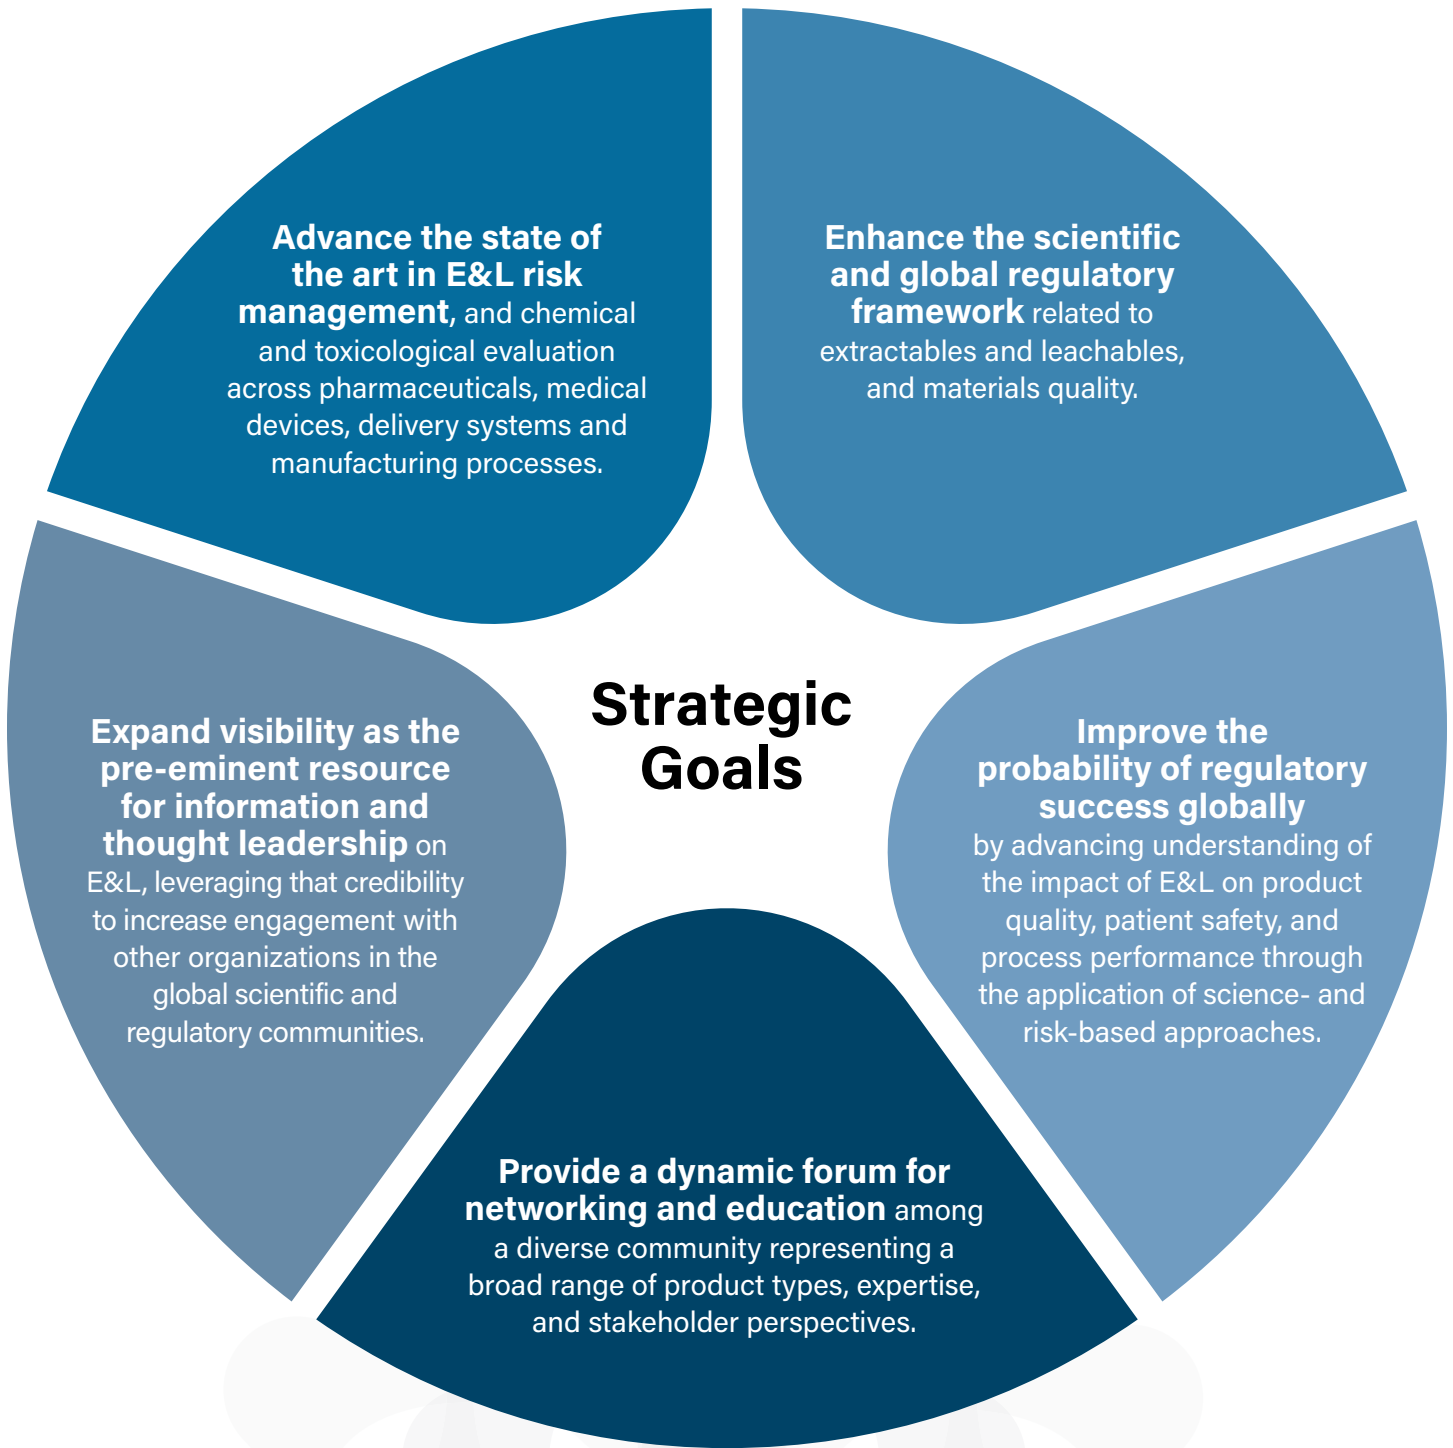 Advance the state of
the art in E&L risk
management, and chemical
and toxicological evaluation
across pharmaceuticals, medical
devices, delivery systems and
manufacturing processes.
Enhance the scientific
and global regulatory
framework related to
extractables and leachables,
and materials quality.
Strategic
Goals
Expand visibility as the
pre-eminent resource
for information and
thought leadership on
E&L, leveraging that credibility
to increase engagement with
other organizations in the
global scientific and
regulatory communities.
Improve the
probability of regulatory
success globally
by advancing understanding of
the impact of E&L on product
quality, patient safety, and
process performance through
the application of science- and
risk-based approaches.
Provide a dynamic forum for
networking and education among
a diverse community representing a
broad range of product types, expertise,
and stakeholder perspectives.